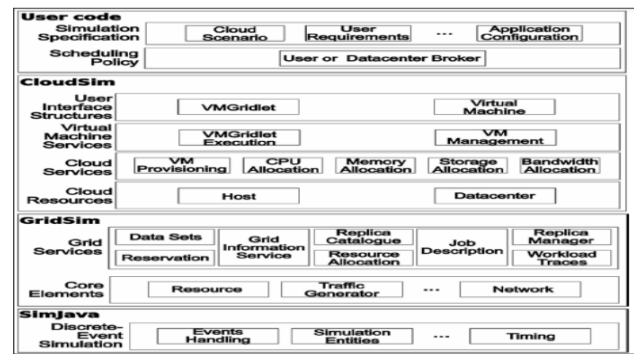 User code
Simulation Specification
Cloud Scenario
User Requirements
...
Application Configuration
Scheduling Policy
User or Datacenter Broker
CloudSim
User Interface Structures
VMGridlet
Virtual Machine
Virtual Machine Services
VMGridlet Execution
VM Management
Cloud Services
VM Provisioning
CPU Allocation
Memory Allocation
Storage Allocation
Bandwidth Allocation
Cloud Resources
Host
Datacenter
GridSim
Grid Services
Data Sets
Reservation
Grid Information Service
Replica Catalogue
Resource Allocation
Job Description
Replica Manager
Workload Traces
Core Elements
Resource
Traffic Generator
...
Network
SimJava
Discrete-Event Simulation
Events Handling
Simulation Entities
...
Timing